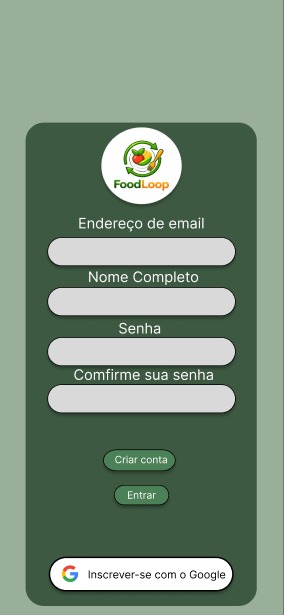 FoodLoop
Endereço de email
Nome Completo
Senha
Comfirme sua senha
Criar conta
Entrar
Inscrever-se com o Google